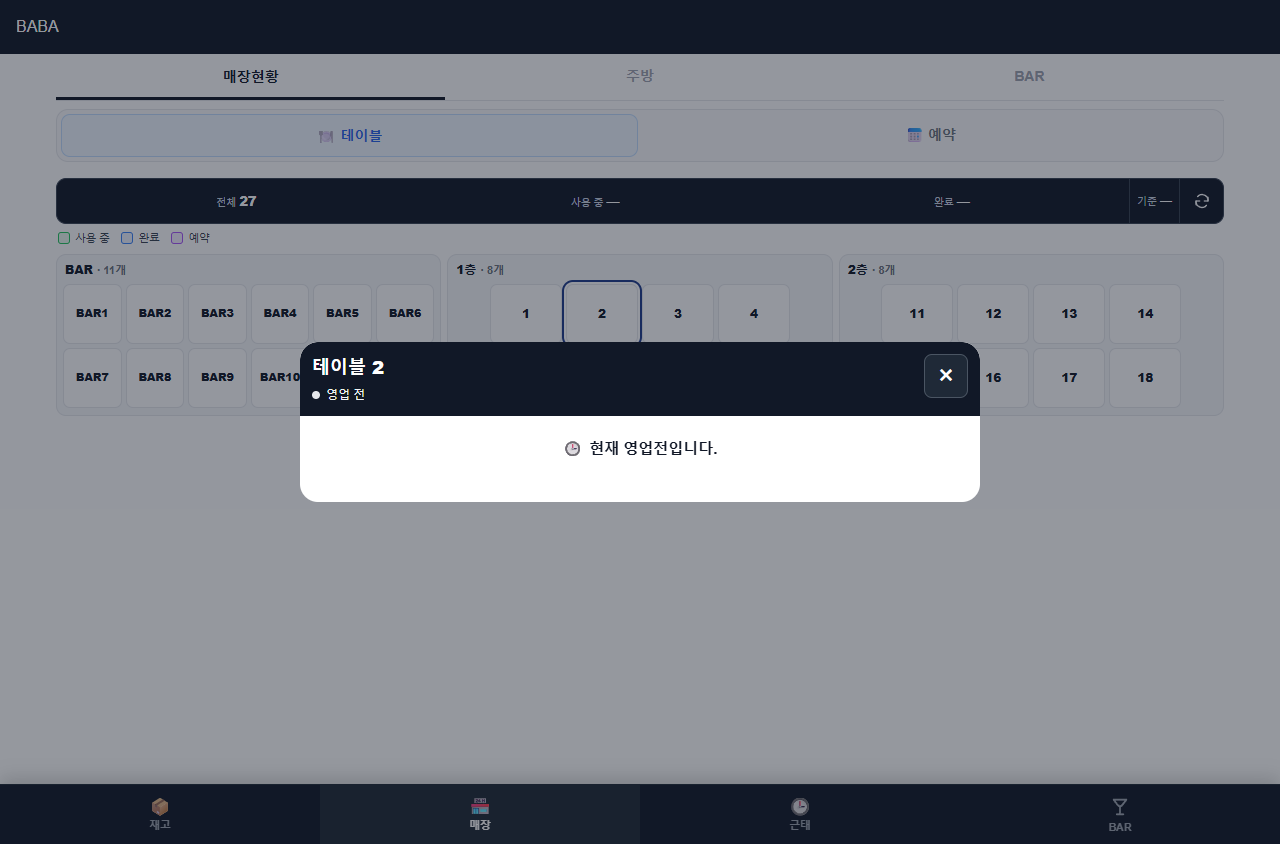 BABA
매장현황 주방 BAR
테이블 예약
전체 27 사용 중 — 완료 — 기준 —
사용 중 완료 예약
BAR · 11개
BAR1 BAR2 BAR3 BAR4 BAR5 BAR6
BAR7 BAR8 BAR9 BAR10
1층 · 8개
1 2 3 4
2층 · 8개
11 12 13 14
16 17 18
테이블 2
영업 전
✕
현재 영업전입니다.
재고 매장 근태 BAR